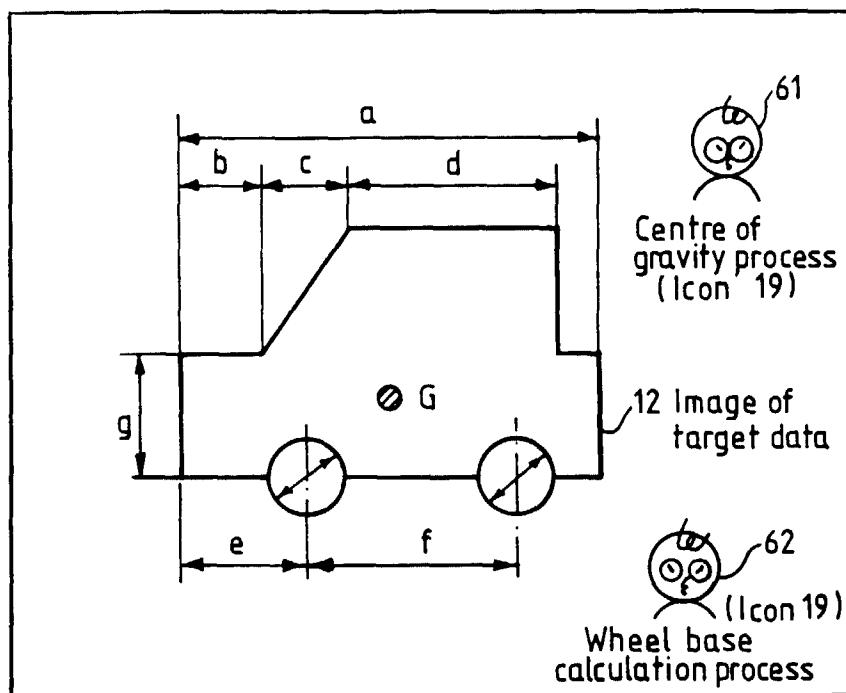 a
61
b c d
Centre of
gravity process
(Icon 19)
G
12 Image of
target data
g
62
e f
(Icon 19)
Wheel base
calculation process